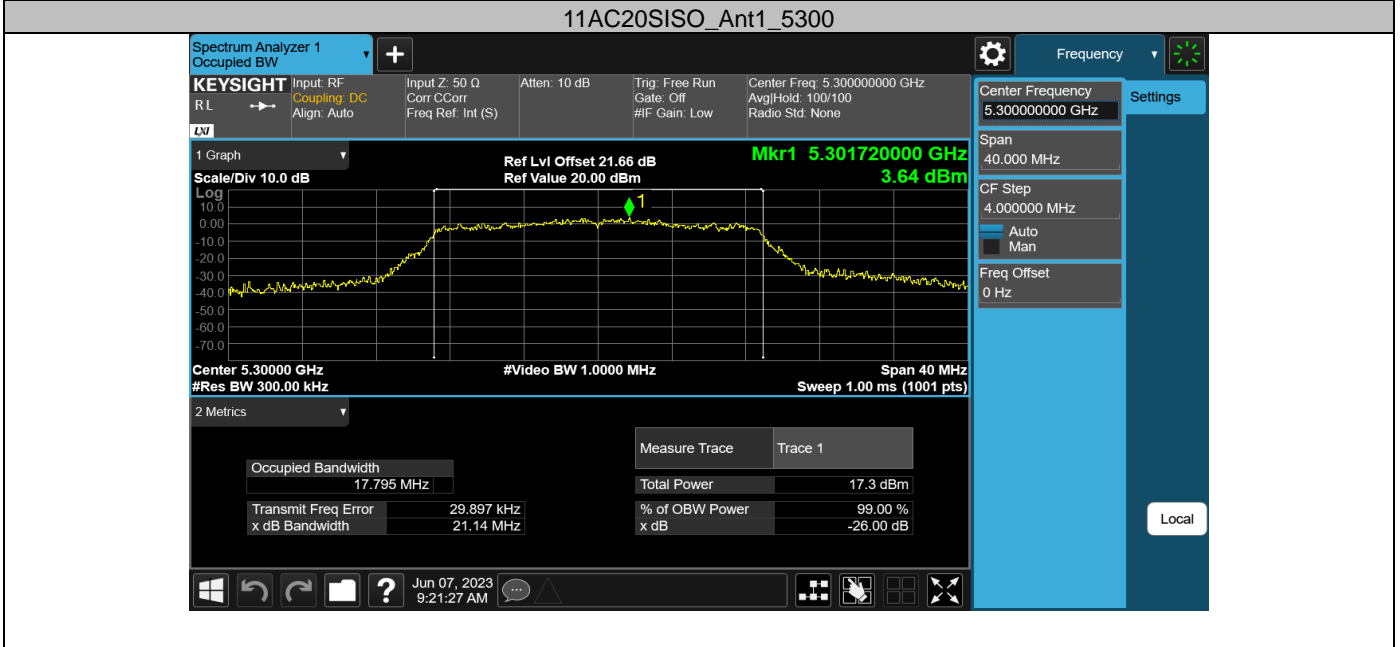 11AC20SISO_Ant1_5300
Spectrum Analyzer 1
Occupied BW
+
Frequency
KEYSIGHT
R L
LXI
Input: RF
Coupling: DC
Align: Auto
Input Z: 50 Ω
Corr CCorr
Freq Ref: Int (S)
Atten: 10 dB
Trig: Free Run
Gate: Off
#IF Gain: Low
Center Freq: 5.300000000 GHz
Avg|Hold: 100/100
Radio Std: None
Center Frequency
5.300000000 GHz
Settings
Span
40.000 MHz
CF Step
4.000000 MHz
Auto
Man
Freq Offset
0 Hz
Local
1 Graph
Scale/Div 10.0 dB
Ref Lvl Offset 21.66 dB
Ref Value 20.00 dBm
Mkr1 5.301720000 GHz
3.64 dBm
Log
1
10.0
0.00
-10.0
-20.0
-30.0
-40.0
-50.0
-60.0
-70.0
Center 5.30000 GHz
#Res BW 300.00 kHz
#Video BW 1.0000 MHz
Span 40 MHz
Sweep 1.00 ms (1001 pts)
2 Metrics
Occupied Bandwidth
17.795 MHz
Transmit Freq Error 29.897 kHz
x dB Bandwidth 21.14 MHz
Measure Trace Trace 1
Total Power 17.3 dBm
% of OBW Power 99.00 %
x dB -26.00 dB
?
Jun 07, 2023
9:21:27 AM